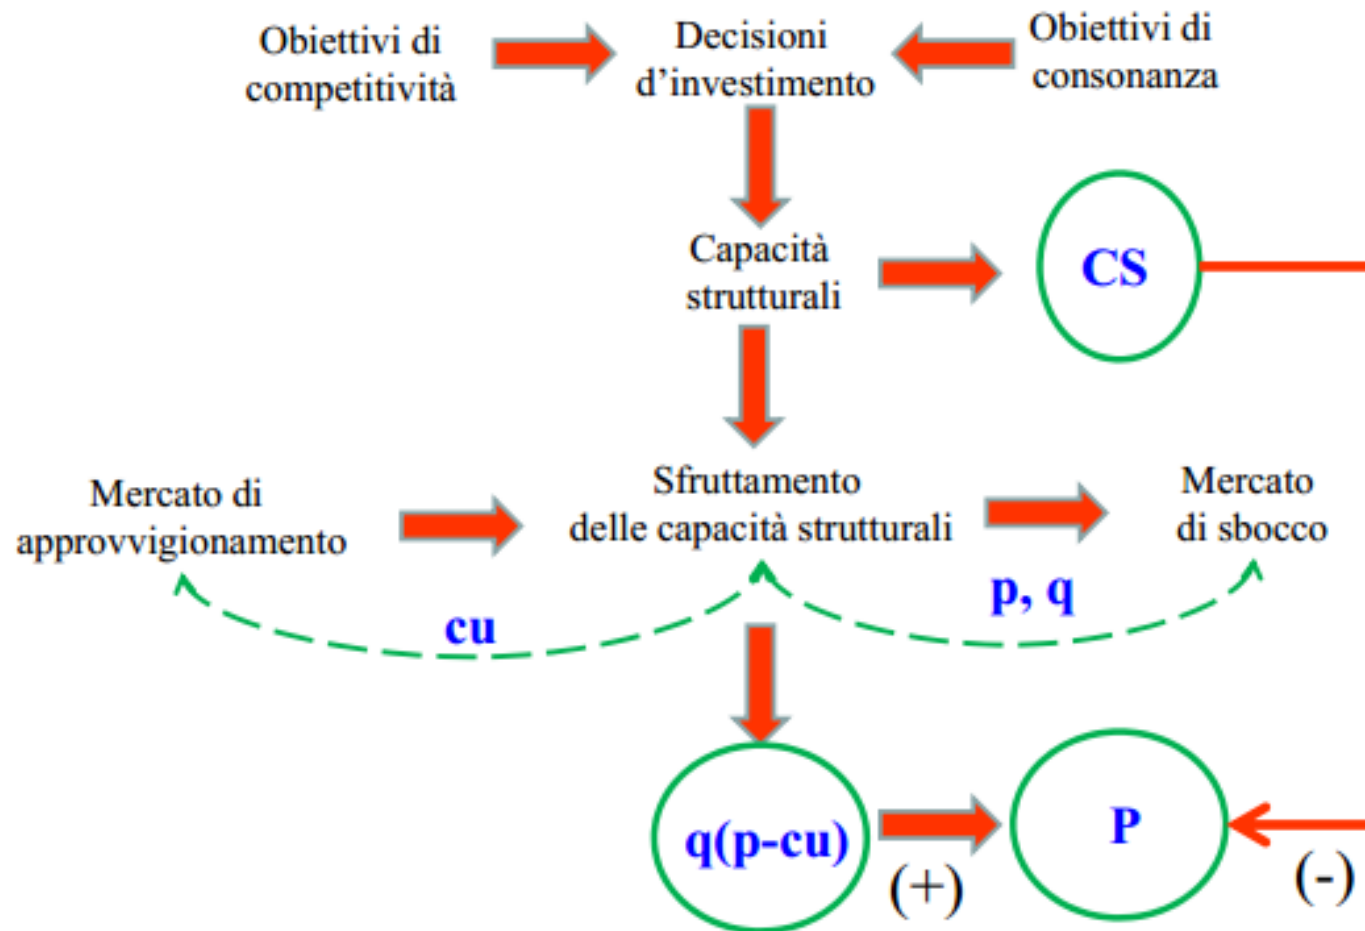 Obiettivi di
competitività
Decisioni
d’investimento
Obiettivi di
consonanza
Capacità
strutturali
CS
Mercato di
approvvigionamento
Sfruttamento
delle capacità strutturali
Mercato
di sbocco
cu
p, q
q(p-cu)
(+)
P
(-)